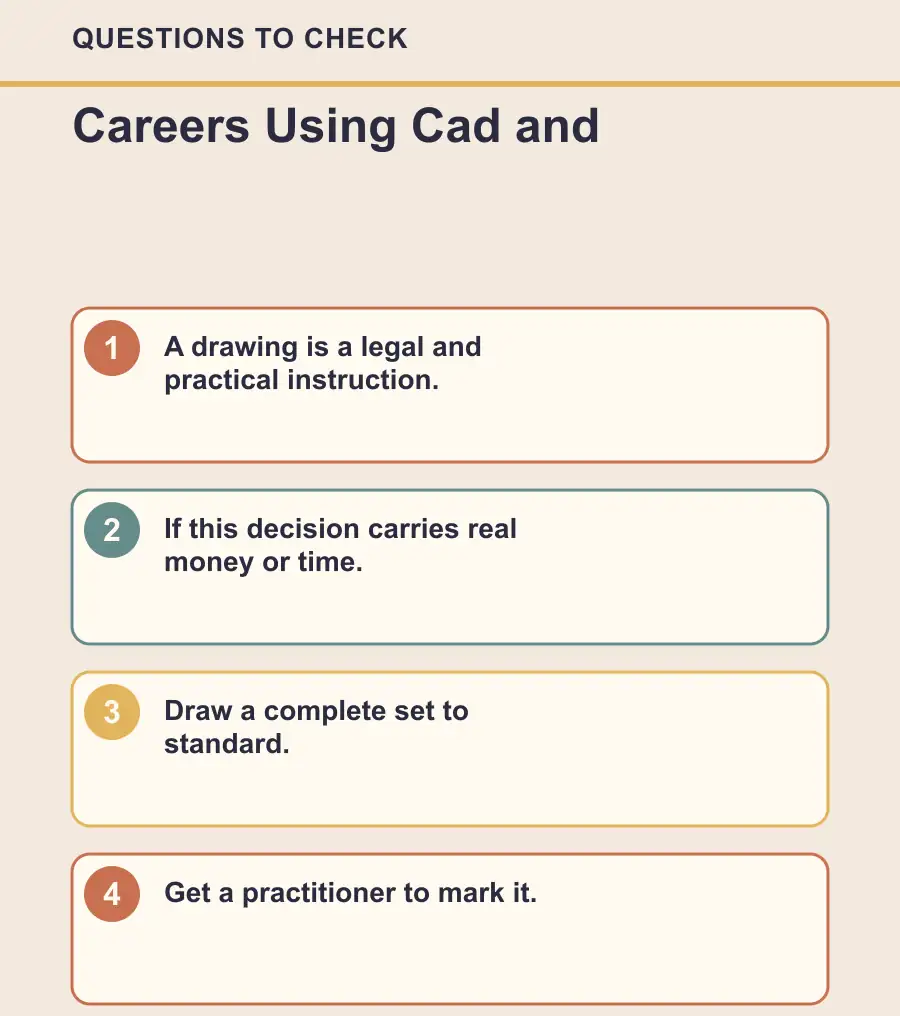 QUESTIONS TO CHECK
Careers Using Cad and
1
A drawing is a legal and
practical instruction.
2
If this decision carries real
money or time.
3
Draw a complete set to
standard.
4
Get a practitioner to mark it.